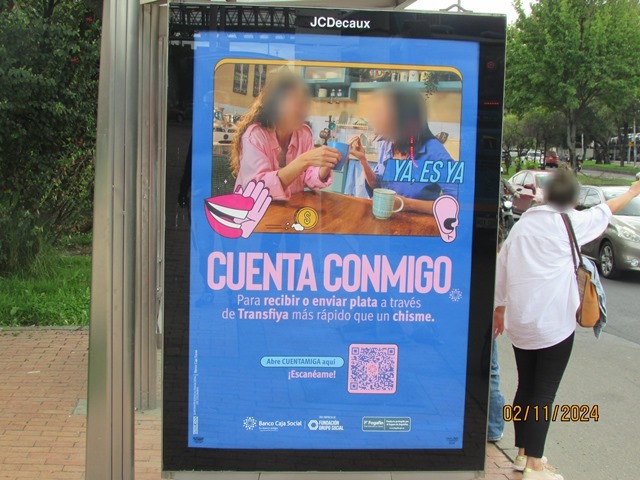 JCDecaux
YA, ES YA
CUENTA CONMIGO
Para recibir o enviar plata a través
de Transfiya más rápido que un chisme.
Abre CUENTAMIGA aquí
¡Escanéame!
Banco Caja Social
FUNDACIÓN
GRUPO SOCIAL
Fogafín
02/11/2024